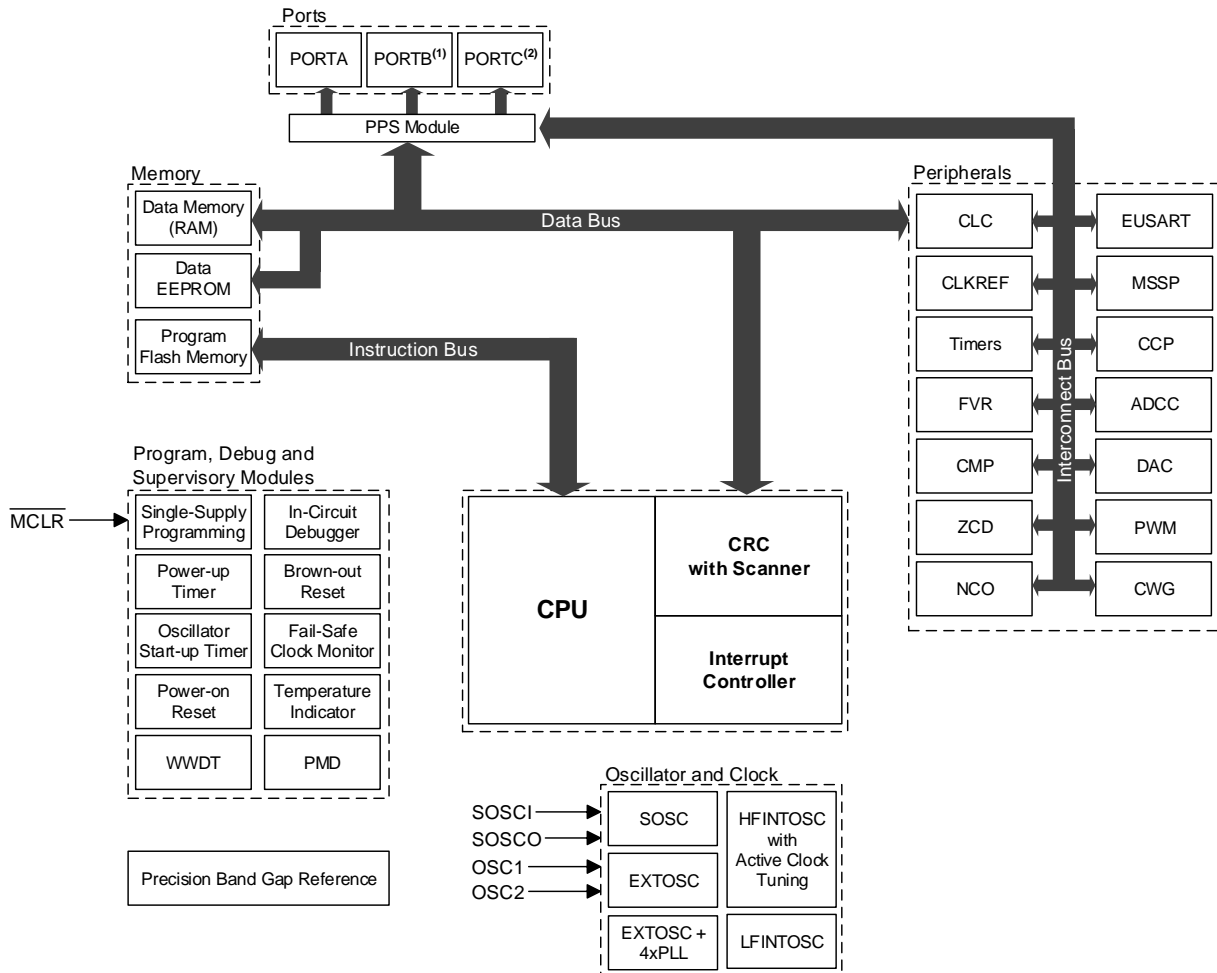 Ports
PORTA
PORTB(1)
PORTC(2)
PPS Module
Memory
Data Memory
(RAM)
Data
EEPROM
Program
Flash Memory
Data Bus
Instruction Bus
Peripherals
CLC
EUSART
CLKREF
MSSP
Timers
CCP
FVR
ADCC
CMP
DAC
ZCD
PWM
NCO
CWG
Interconnect Bus
Program, Debug and
Supervisory Modules
MCLR
Single-Supply
Programming
In-Circuit
Debugger
Power-up
Timer
Brown-out
Reset
Oscillator
Start-up Timer
Fail-Safe
Clock Monitor
Power-on
Reset
Temperature
Indicator
WWDT
PMD
CPU
CRC
with Scanner
Interrupt
Controller
Precision Band Gap Reference
Oscillator and Clock
SOSCI
SOSCO
OSC1
OSC2
SOSC
HFINTOSC
with
Active Clock
Tuning
EXTOSC
EXTOSC +
4xPLL
LFINTOSC